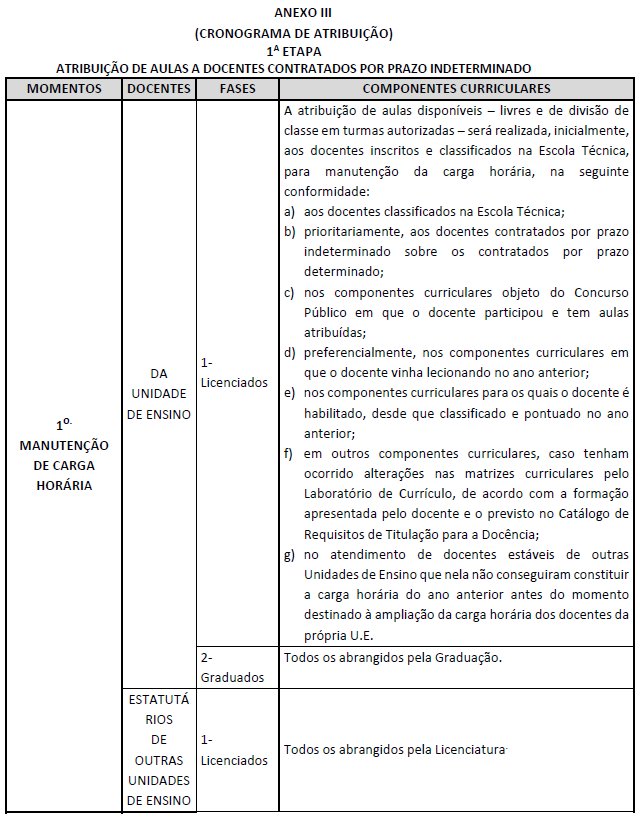 ANEXO III
(CRONOGRAMA DE ATRIBUIÇÃO)
1ª ETAPA
ATRIBUIÇÃO DE AULAS A DOCENTES CONTRATADOS POR PRAZO INDETERMINADO
MOMENTOS DOCENTES FASES COMPONENTES CURRICULARES
1º.
MANUTENÇÃO
DE CARGA
HORÁRIA
DA
UNIDADE
DE ENSINO
1-
Licenciados
A atribuição de aulas disponíveis – livres e de divisão de
classe em turmas autorizadas – será realizada, inicialmente,
aos docentes inscritos e classificados na Escola Técnica,
para manutenção da carga horária, na seguinte
conformidade:
a) aos docentes classificados na Escola Técnica;
b) prioritariamente, aos docentes contratados por prazo
indeterminado sobre os contratados por prazo
determinado;
c) nos componentes curriculares objeto do Concurso
Público em que o docente participou e tem aulas
atribuídas;
d) preferencialmente, nos componentes curriculares em
que o docente vinha lecionando no ano anterior;
e) nos componentes curriculares para os quais o docente é
habilitado, desde que classificado e pontuado no ano
anterior;
f) em outros componentes curriculares, caso tenham
ocorrido alterações nas matrizes curriculares pelo
Laboratório de Currículo, de acordo com a formação
apresentada pelo docente e o previsto no Catálogo de
Requisitos de Titulação para a Docência;
g) no atendimento de docentes estáveis de outras
Unidades de Ensino que nela não conseguiram constituir
a carga horária do ano anterior antes do momento
destinado à ampliação da carga horária dos docentes da
própria U.E.
2-
Graduados
Todos os abrangidos pela Graduação.
ESTATUTÁ
RIOS
DE
OUTRAS
UNIDADES
DE ENSINO
1-
Licenciados
Todos os abrangidos pela Licenciatura.